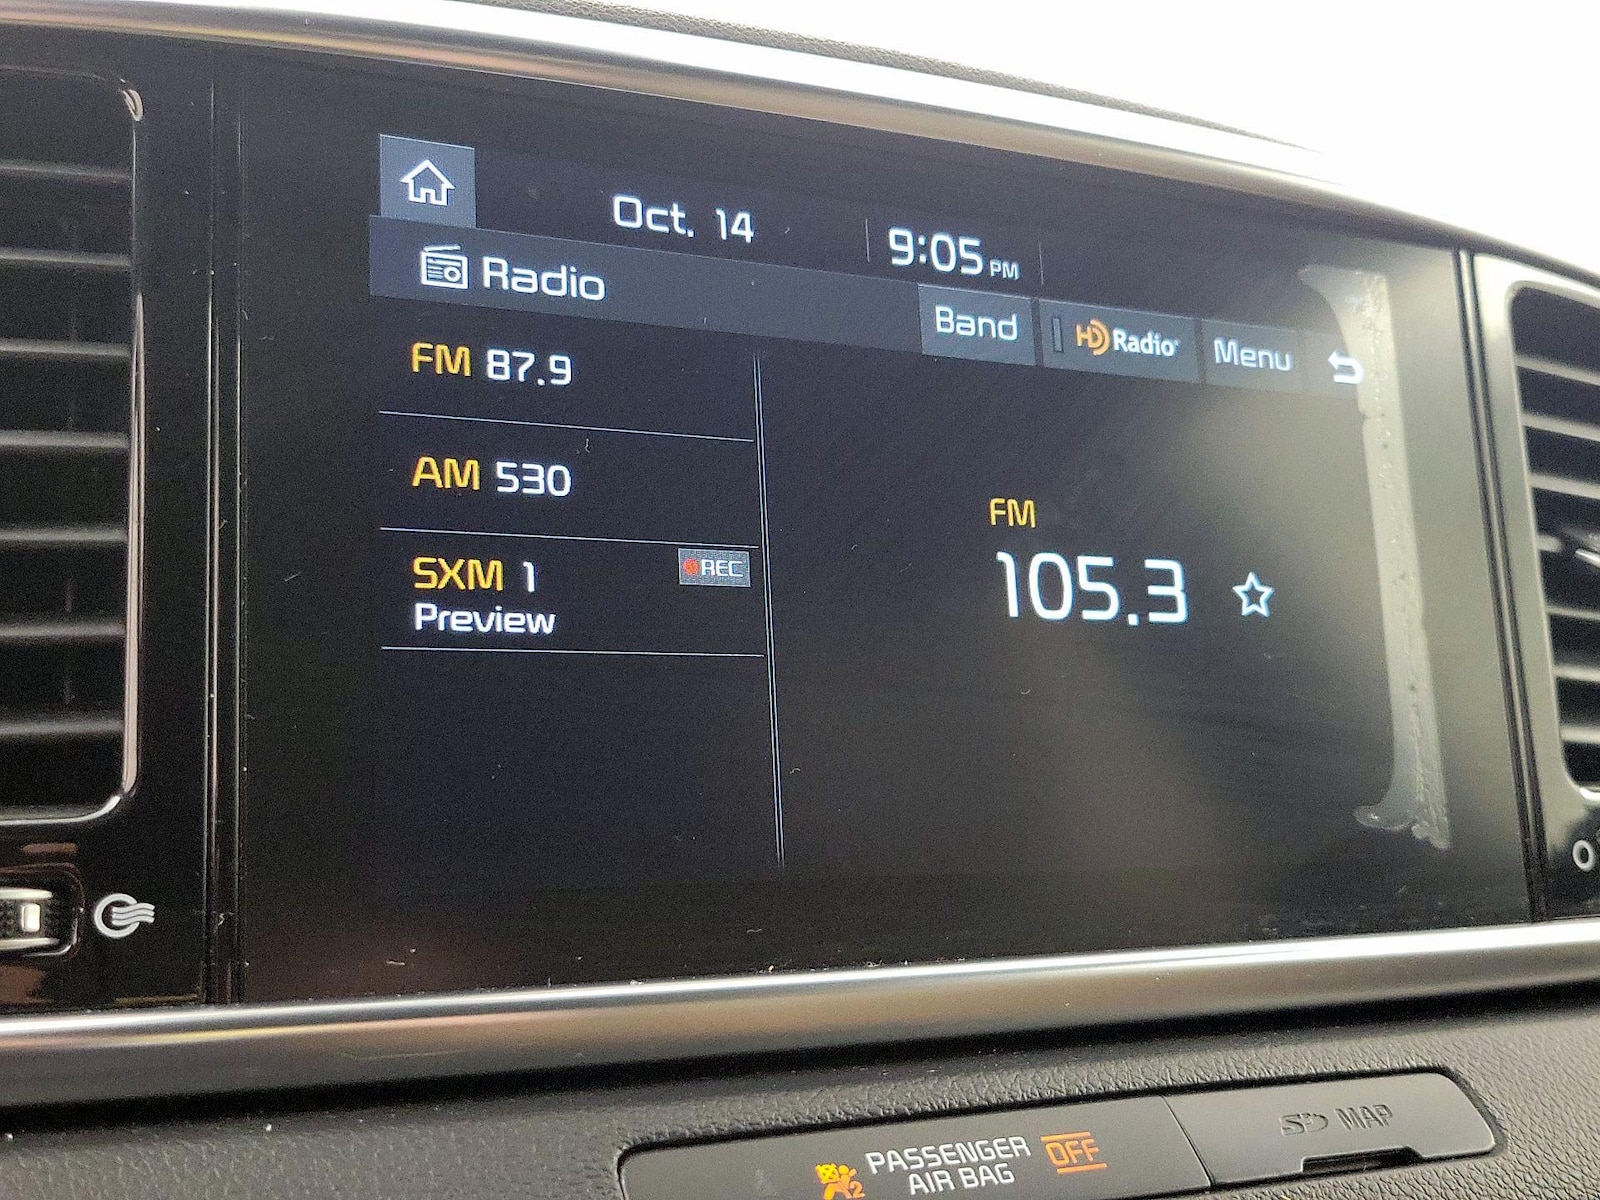 Oct. 14
9:05 PM
Radio
Band
HD Radio
Menu
FM 87.9
AM 530
SXM 1
REC
Preview
FM
105.3
PASSENGER
AIR BAG
OFF
2
SD MAP